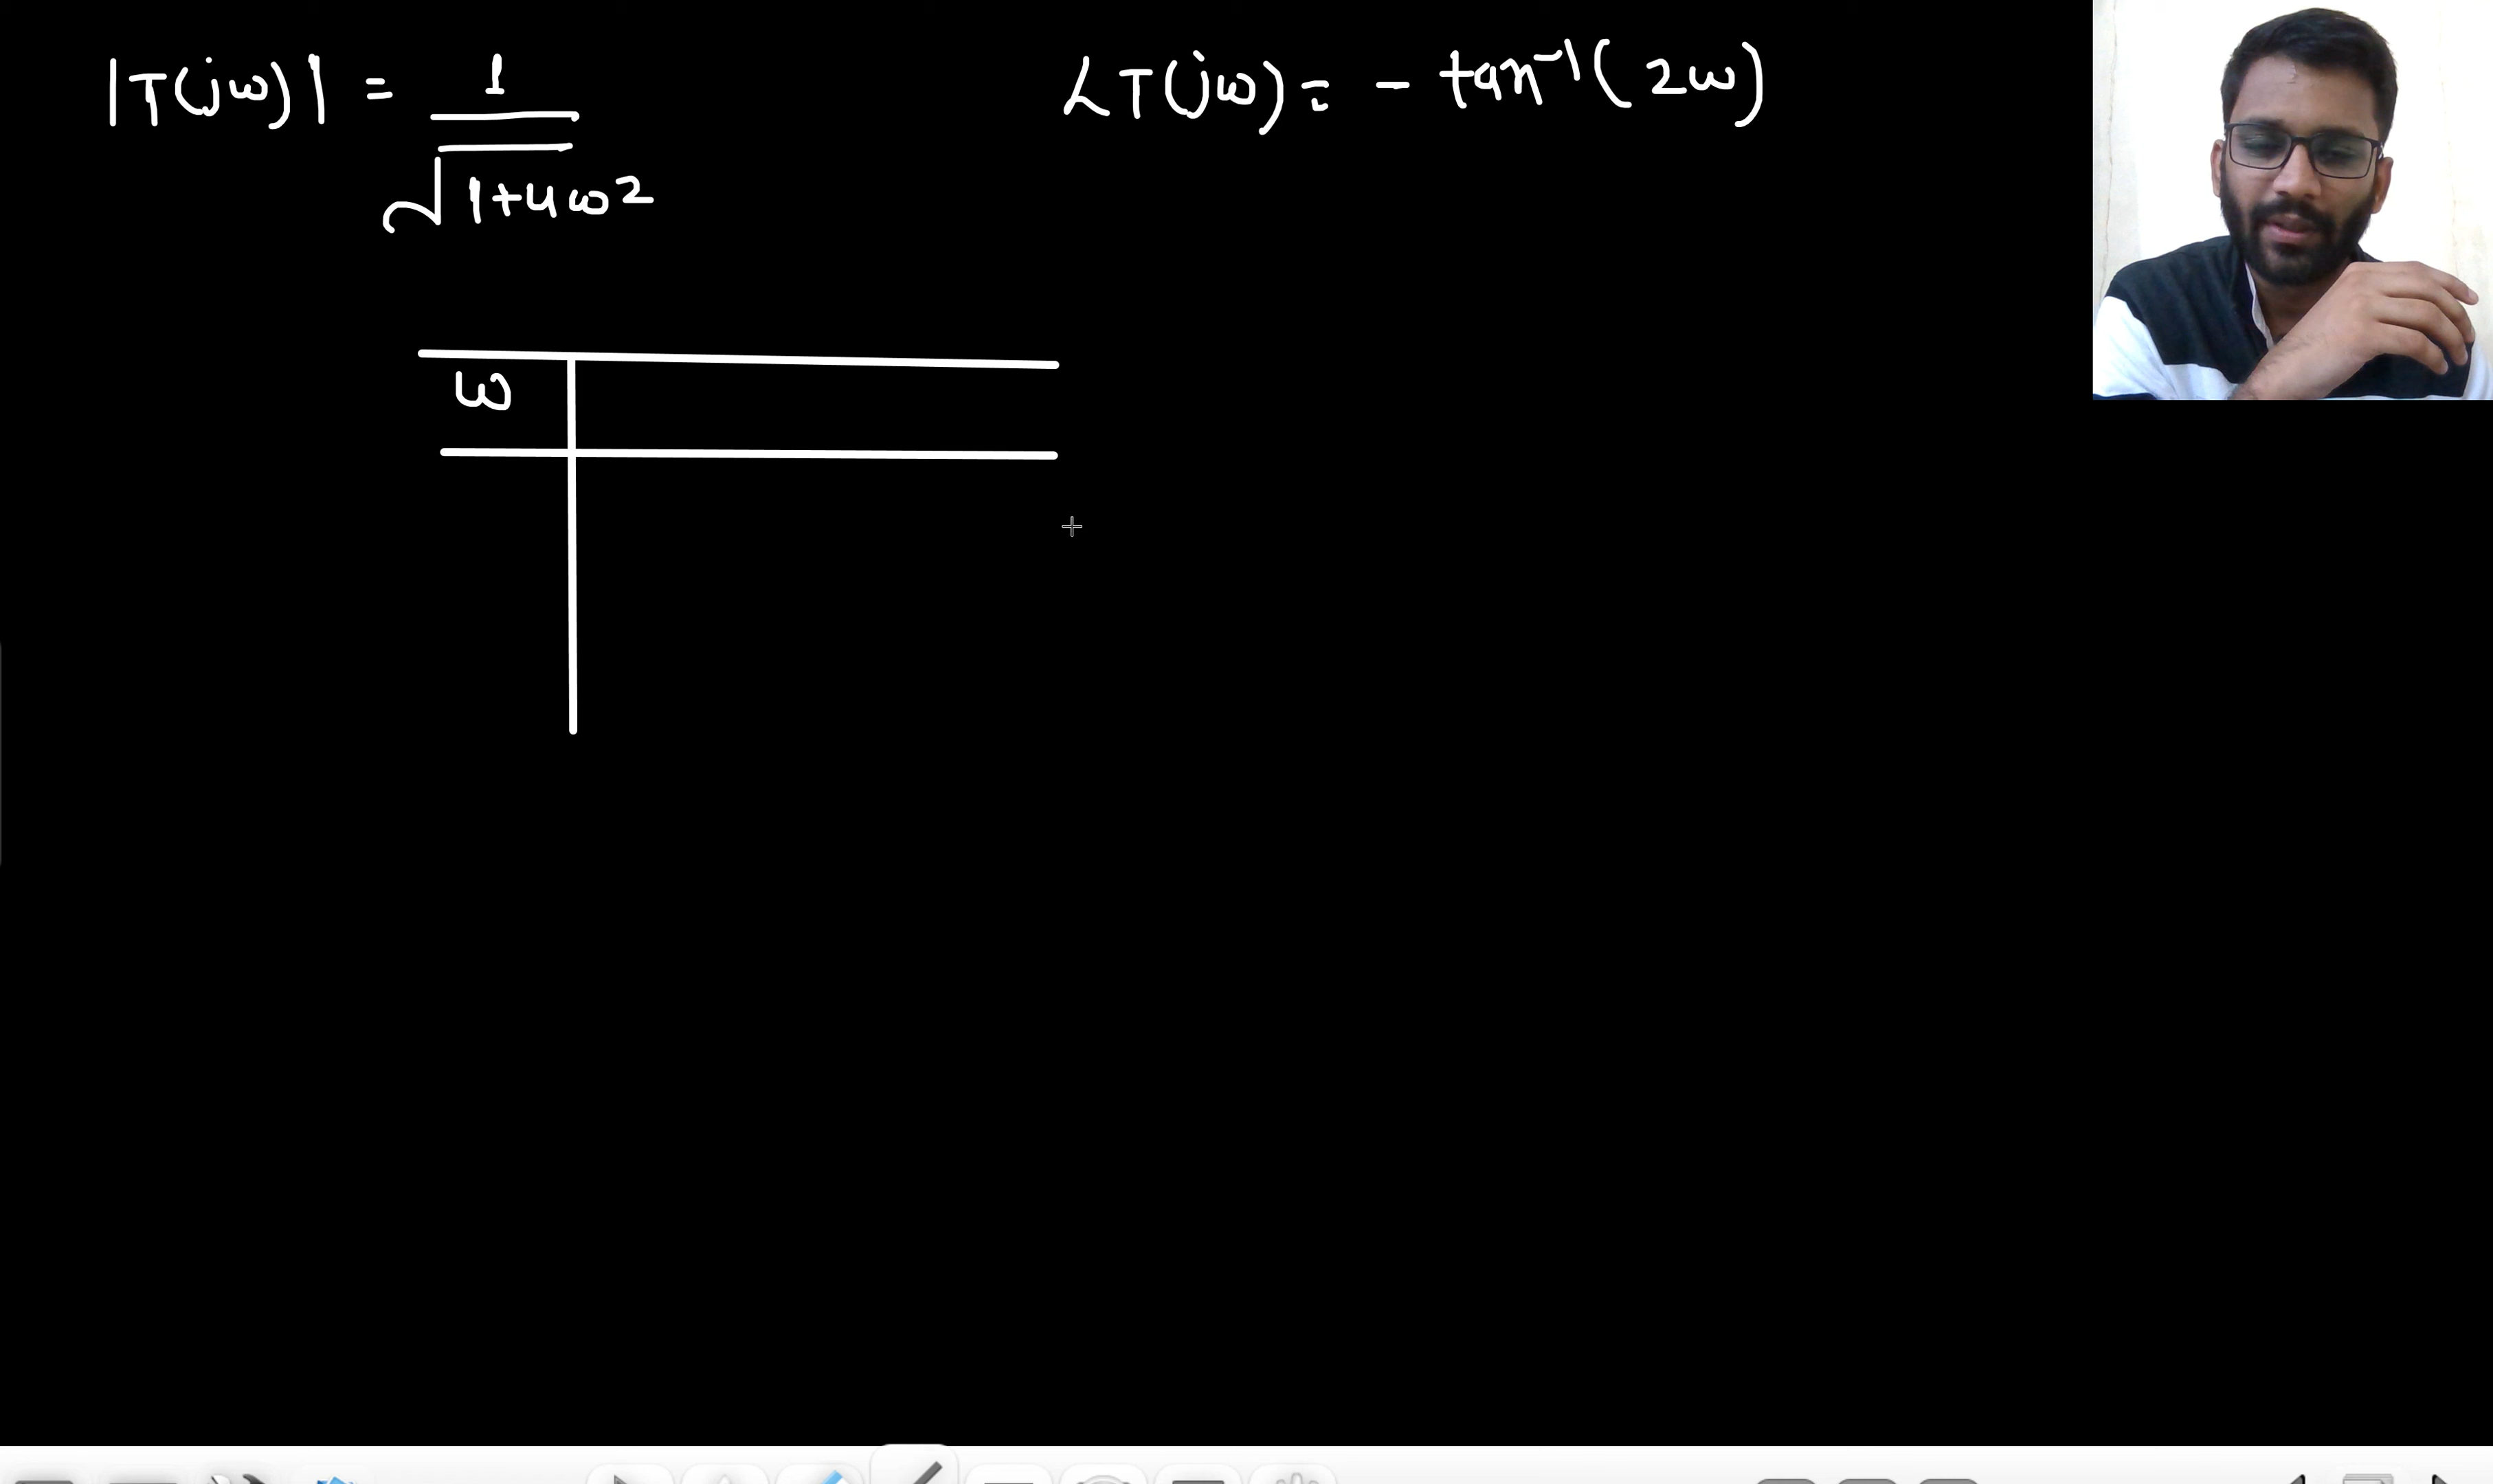 |T(jω)| = 1/√1+4ω2
∠T(jω) = - tan⁻¹(2ω)
ω